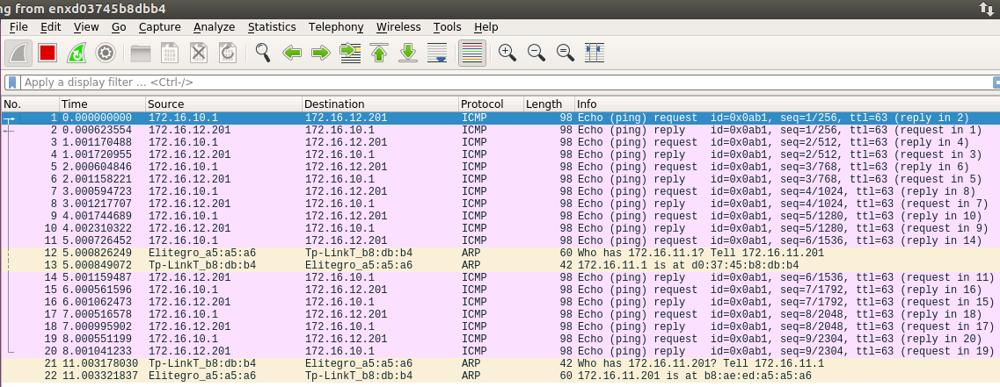 ng from enxd03745b8dbb4
File Edit View Go Capture Analyze Statistics Telephony Wireless Tools Help
Apply a display filter … <Ctrl-/>
No. Time Source Destination Protocol Length Info
1 0.000000000 172.16.10.1 172.16.12.201 ICMP 98 Echo (ping) request id=0x0ab1, seq=1/256, ttl=63 (reply in 2)
2 0.000623554 172.16.12.201 172.16.10.1 ICMP 98 Echo (ping) reply id=0x0ab1, seq=1/256, ttl=63 (request in 1)
3 1.001170488 172.16.10.1 172.16.12.201 ICMP 98 Echo (ping) request id=0x0ab1, seq=2/512, ttl=63 (reply in 4)
4 1.001720955 172.16.12.201 172.16.10.1 ICMP 98 Echo (ping) reply id=0x0ab1, seq=2/512, ttl=63 (request in 3)
5 2.000604846 172.16.10.1 172.16.12.201 ICMP 98 Echo (ping) request id=0x0ab1, seq=3/768, ttl=63 (reply in 6)
6 2.001158221 172.16.12.201 172.16.10.1 ICMP 98 Echo (ping) reply id=0x0ab1, seq=3/768, ttl=63 (request in 5)
7 3.000594723 172.16.10.1 172.16.12.201 ICMP 98 Echo (ping) request id=0x0ab1, seq=4/1024, ttl=63 (reply in 8)
8 3.001217707 172.16.12.201 172.16.10.1 ICMP 98 Echo (ping) reply id=0x0ab1, seq=4/1024, ttl=63 (request in 7)
9 4.001744689 172.16.10.1 172.16.12.201 ICMP 98 Echo (ping) request id=0x0ab1, seq=5/1280, ttl=63 (reply in 10)
10 4.002310322 172.16.12.201 172.16.10.1 ICMP 98 Echo (ping) reply id=0x0ab1, seq=5/1280, ttl=63 (request in 9)
11 5.000726452 172.16.10.1 172.16.12.201 ICMP 98 Echo (ping) request id=0x0ab1, seq=6/1536, ttl=63 (reply in 14)
12 5.000826249 Elitegro_a5:a5:a6 Tp-LinkT_b8:db:b4 ARP 60 Who has 172.16.11.1? Tell 172.16.11.201
13 5.000849072 Tp-LinkT_b8:db:b4 Elitegro_a5:a5:a6 ARP 42 172.16.11.1 is at d0:37:45:b8:db:b4
14 5.001159487 172.16.12.201 172.16.10.1 ICMP 98 Echo (ping) reply id=0x0ab1, seq=6/1536, ttl=63 (request in 11)
15 6.000561596 172.16.10.1 172.16.12.201 ICMP 98 Echo (ping) request id=0x0ab1, seq=7/1792, ttl=63 (reply in 16)
16 6.001062473 172.16.12.201 172.16.10.1 ICMP 98 Echo (ping) reply id=0x0ab1, seq=7/1792, ttl=63 (request in 15)
17 7.000516578 172.16.10.1 172.16.12.201 ICMP 98 Echo (ping) request id=0x0ab1, seq=8/2048, ttl=63 (reply in 18)
18 7.000995902 172.16.12.201 172.16.10.1 ICMP 98 Echo (ping) reply id=0x0ab1, seq=8/2048, ttl=63 (request in 17)
19 8.000551199 172.16.10.1 172.16.12.201 ICMP 98 Echo (ping) request id=0x0ab1, seq=9/2304, ttl=63 (reply in 20)
20 8.001041233 172.16.12.201 172.16.10.1 ICMP 98 Echo (ping) reply id=0x0ab1, seq=9/2304, ttl=63 (request in 19)
21 11.003178030 Tp-LinkT_b8:db:b4 Elitegro_a5:a5:a6 ARP 42 Who has 172.16.11.201? Tell 172.16.11.1
22 11.003321837 Elitegro_a5:a5:a6 Tp-LinkT_b8:db:b4 ARP 60 172.16.11.201 is at b8:ae:ed:a5:a5:a6